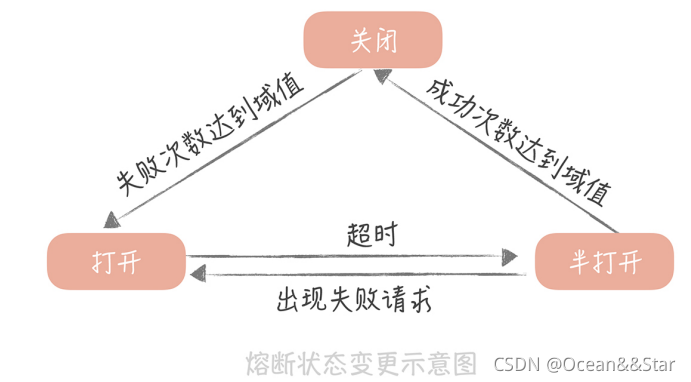 关闭
失败次数达到域值
成功次数达到域值
打开
超时
半打开
出现失败请求
熔断状态变更示意图
CSDN @Ocean&&Star